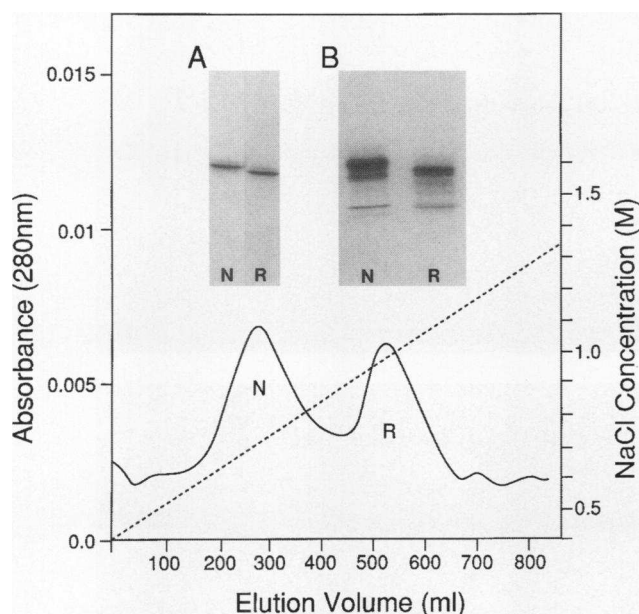 A
B
N
R
N
R
0.015
0.01
0.005
0.0
Absorbance (280nm)
1.5
1.0
0.5
NaCl Concentration (M)
N
R
100 200 300 400 500 600 700 800
Elution Volume (ml)